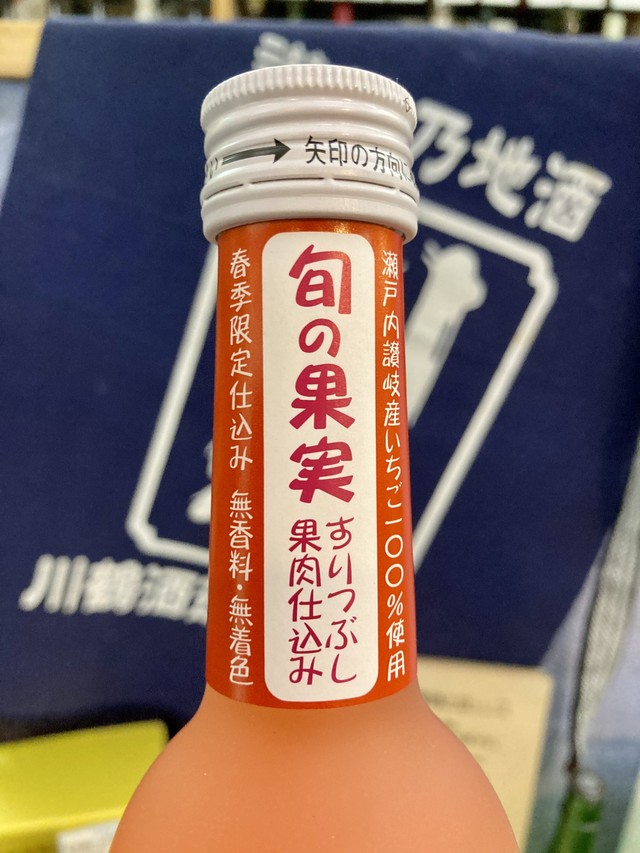 矢印の方向に
瀬戸内讃岐産いちご一〇〇%使用
旬の果実
すりつぶし
果肉仕込み
春季限定仕込み 無香料・無着色
乃地酒
川鶴酒造